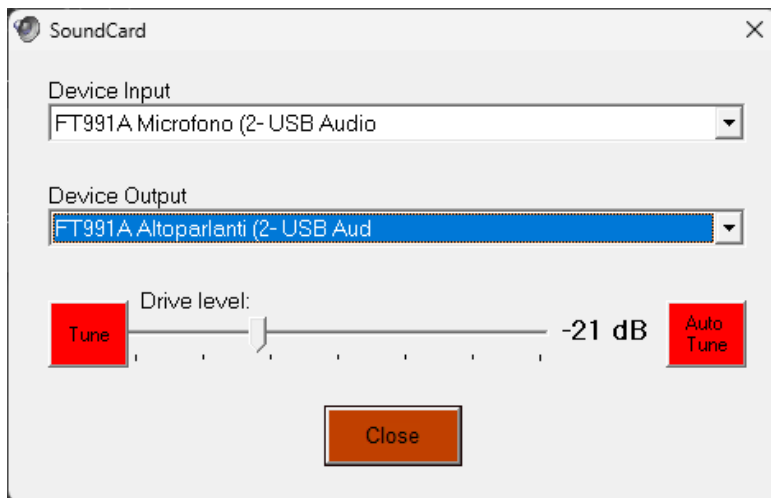 SoundCard
Device Input
FT991A Microfono (2- USB Audio
Device Output
FT991A Altoparlanti (2- USB Aud
Drive level:
Tune
-21 dB
Auto
Tune
Close